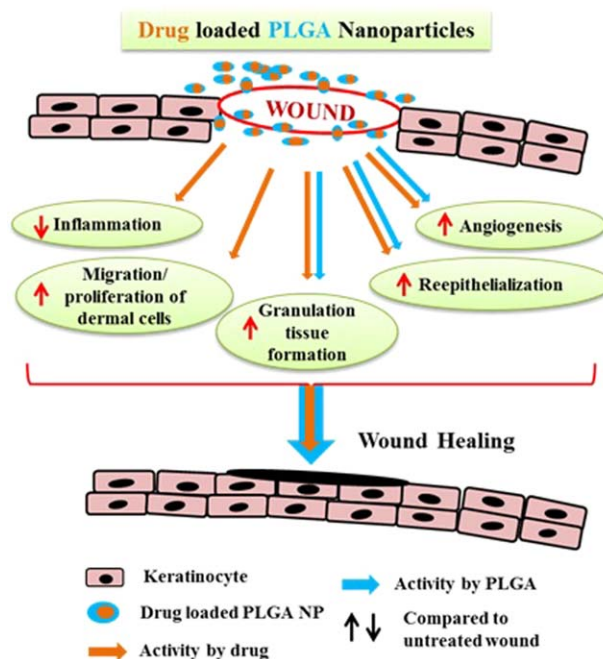 Drug loaded PLGA Nanoparticles
WOUND
Inflammation
Angiogenesis
Migration/
proliferation of
dermal cells
Reepithelialization
Granulation
tissue
formation
Wound Healing
Keratinocyte
Activity by PLGA
Drug loaded PLGA NP
Compared to
untreated wound
Activity by drug